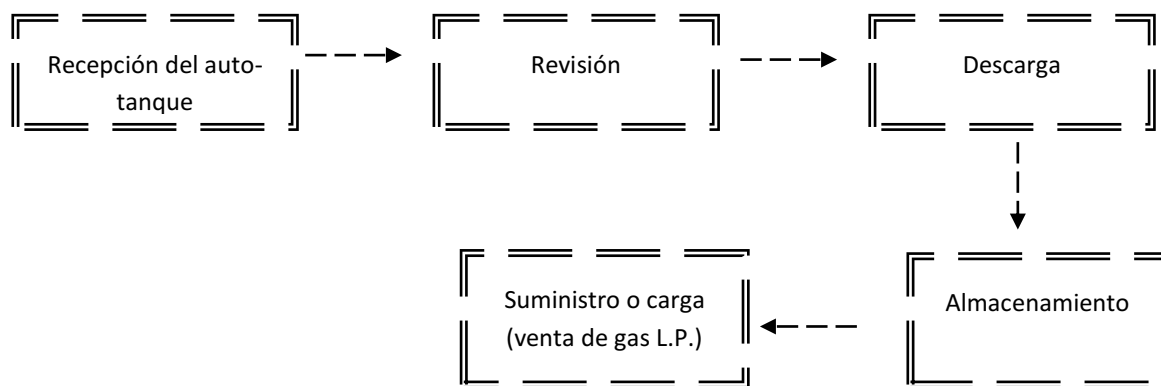 Recepción del auto-
tanque
Revisión
Descarga
Almacenamiento
Suministro o carga
(venta de gas L.P.)